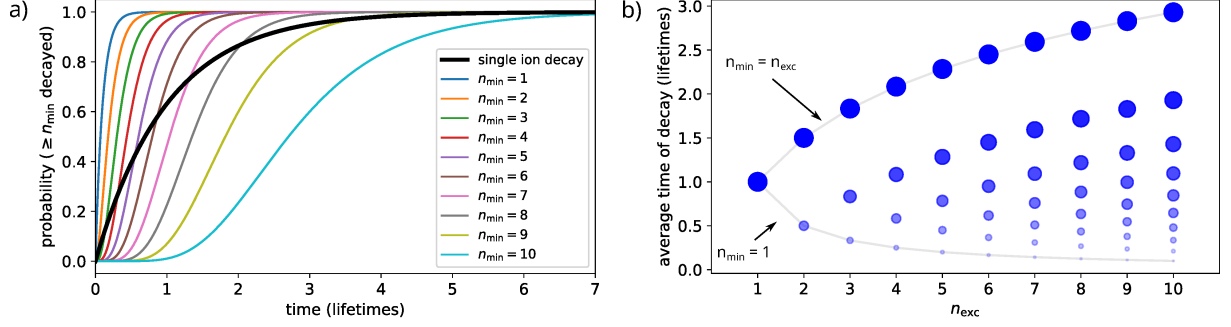 a)
probability ( ≥ n_min decayed)
1.0
0.8
0.6
0.4
0.2
0.0
single ion decay
n_min = 1
n_min = 2
n_min = 3
n_min = 4
n_min = 5
n_min = 6
n_min = 7
n_min = 8
n_min = 9
n_min = 10
0 1 2 3 4 5 6 7
time (lifetimes)
b)
average time of decay (lifetimes)
3.0
2.5
2.0
1.5
1.0
0.5
0.0
n_min = n_exc
n_min = 1
1 2 3 4 5 6 7 8 9 10
n_exc